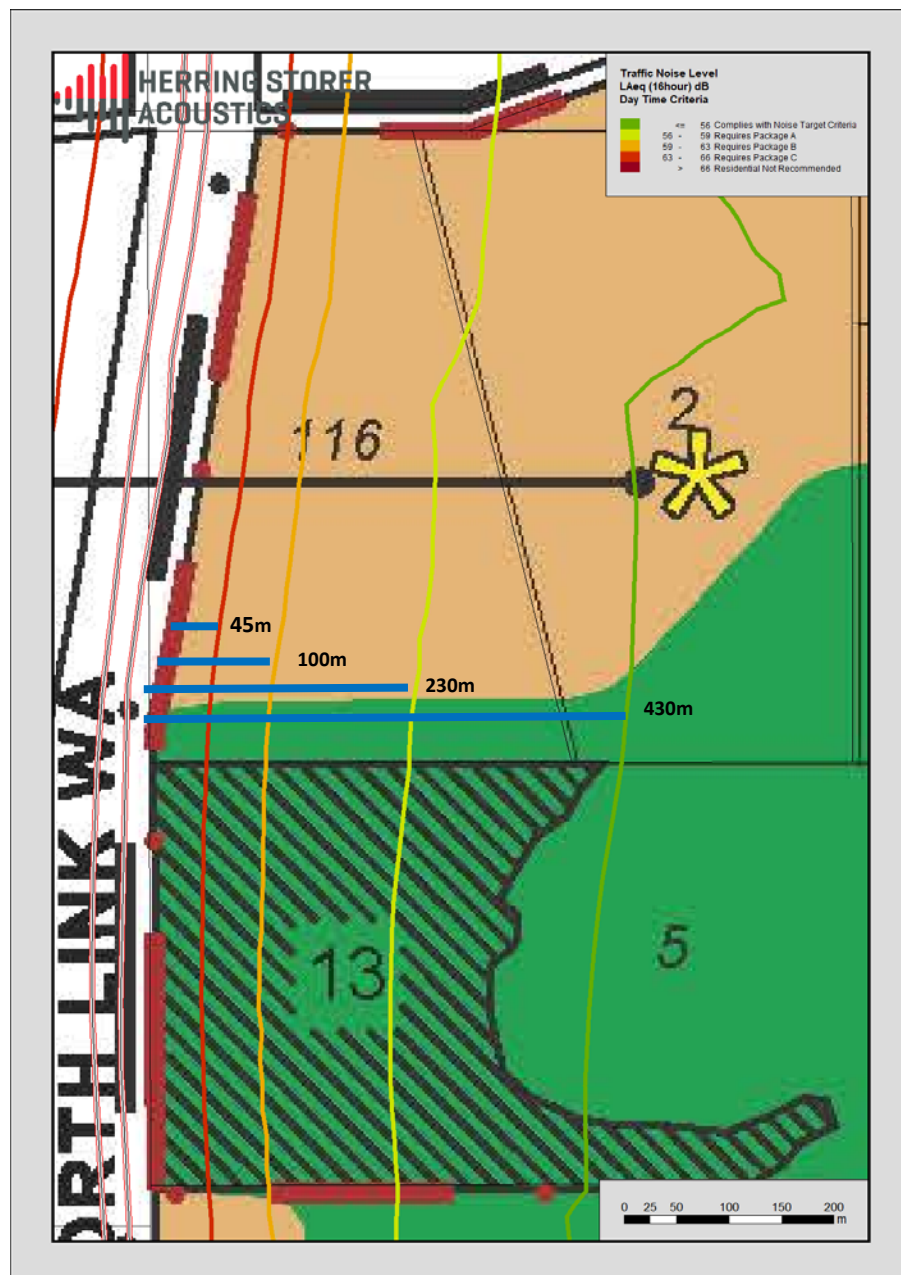 HERRING STORER
ACOUSTICS
Traffic Noise Level
LAeq (16hour) dB
Day Time Criteria
<= 56 Complies with Noise Target Criteria
56 - 59 Requires Package A
59 - 63 Requires Package B
63 - 66 Requires Package C
> 66 Residential Not Recommended
2
116
45m
100m
230m
430m
ORTH LINK WA
13
5
0 25 50 100 150 200
m